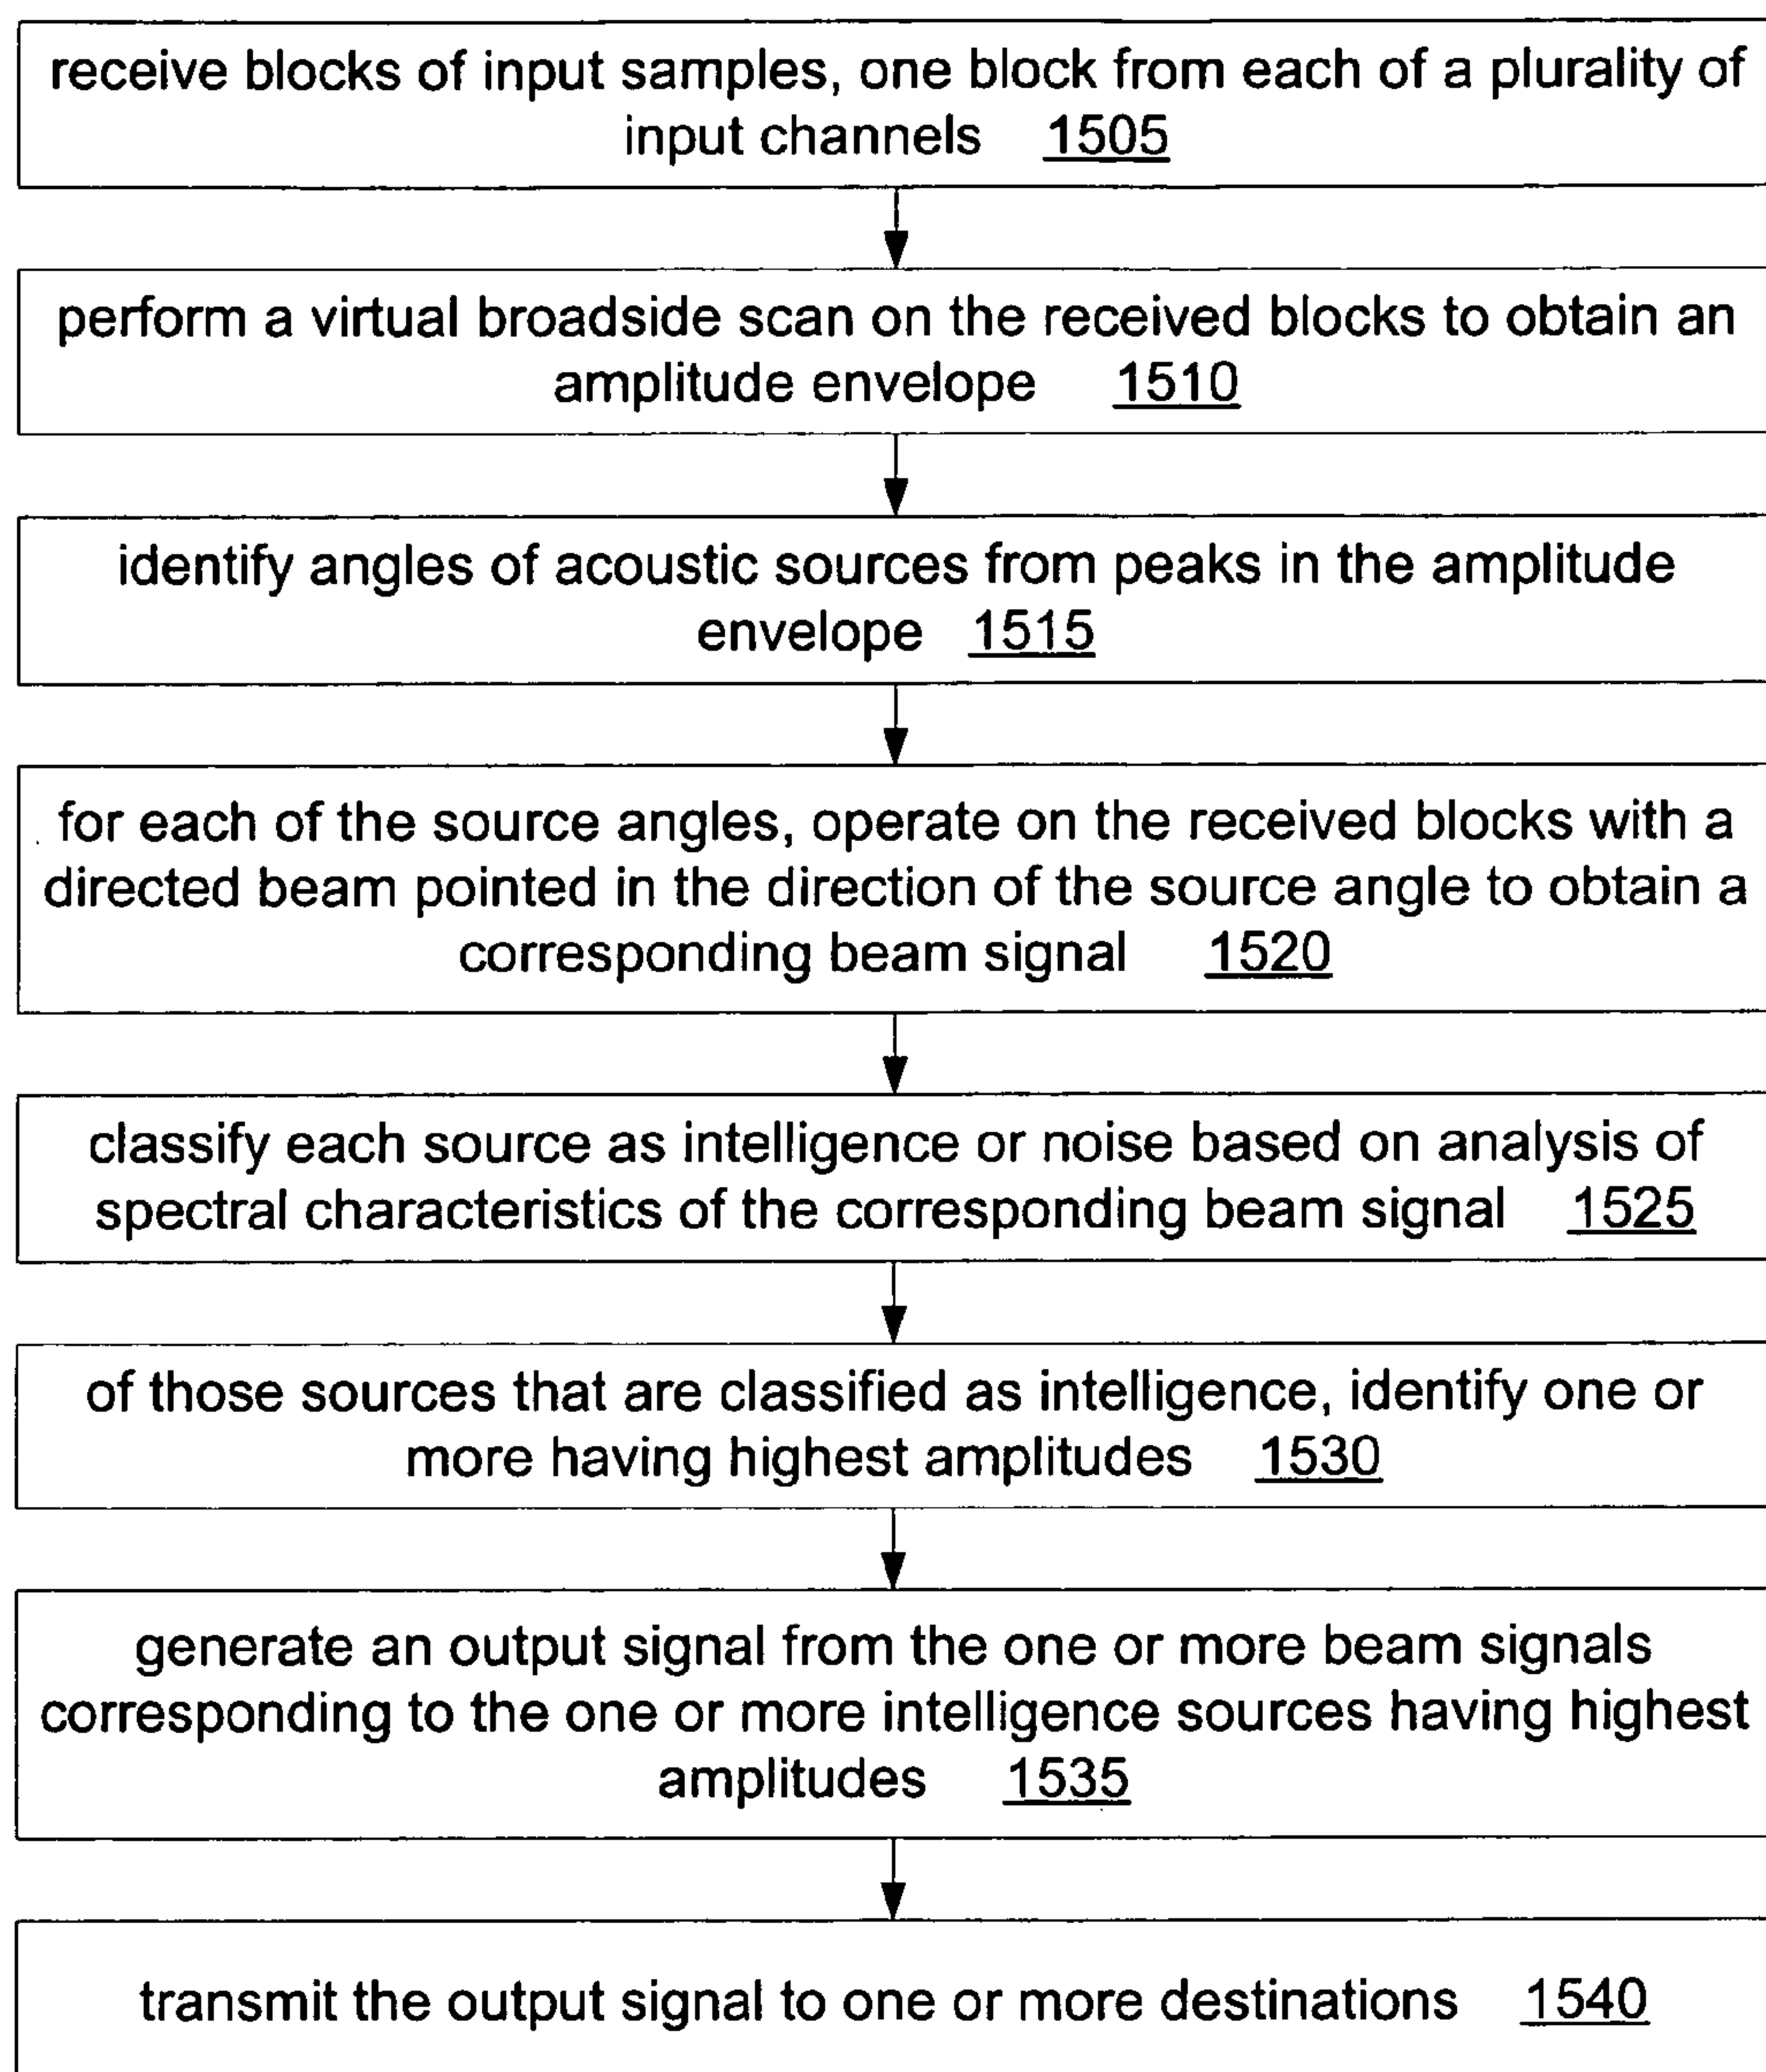 receive blocks of input samples, one block from each of a plurality of
input channels 1505
perform a virtual broadside scan on the received blocks to obtain an
amplitude envelope 1510
identify angles of acoustic sources from peaks in the amplitude
envelope 1515
for each of the source angles, operate on the received blocks with a
directed beam pointed in the direction of the source angle to obtain a
corresponding beam signal 1520
classify each source as intelligence or noise based on analysis of
spectral characteristics of the corresponding beam signal 1525
of those sources that are classified as intelligence, identify one or
more having highest amplitudes 1530
generate an output signal from the one or more beam signals
corresponding to the one or more intelligence sources having highest
amplitudes 1535
transmit the output signal to one or more destinations 1540